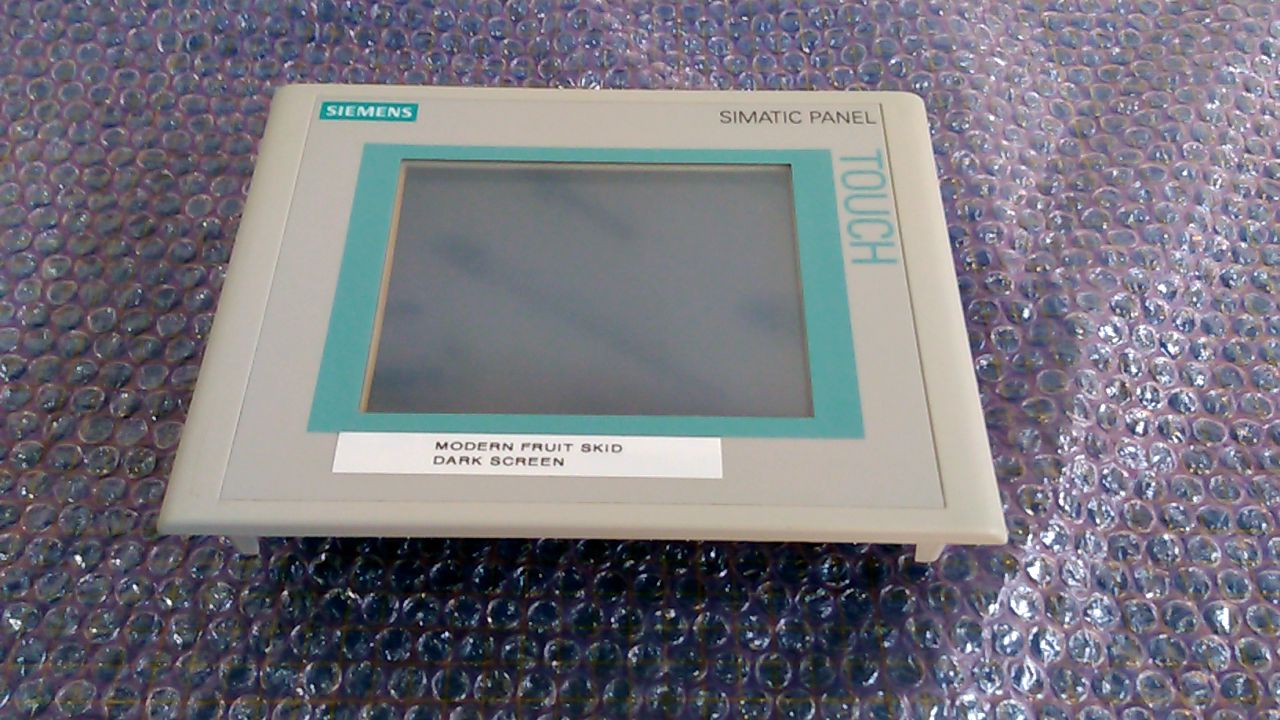 SIEMENS
SIMATIC PANEL
TOUCH
MODERN FRUIT SKID
DARK SCREEN